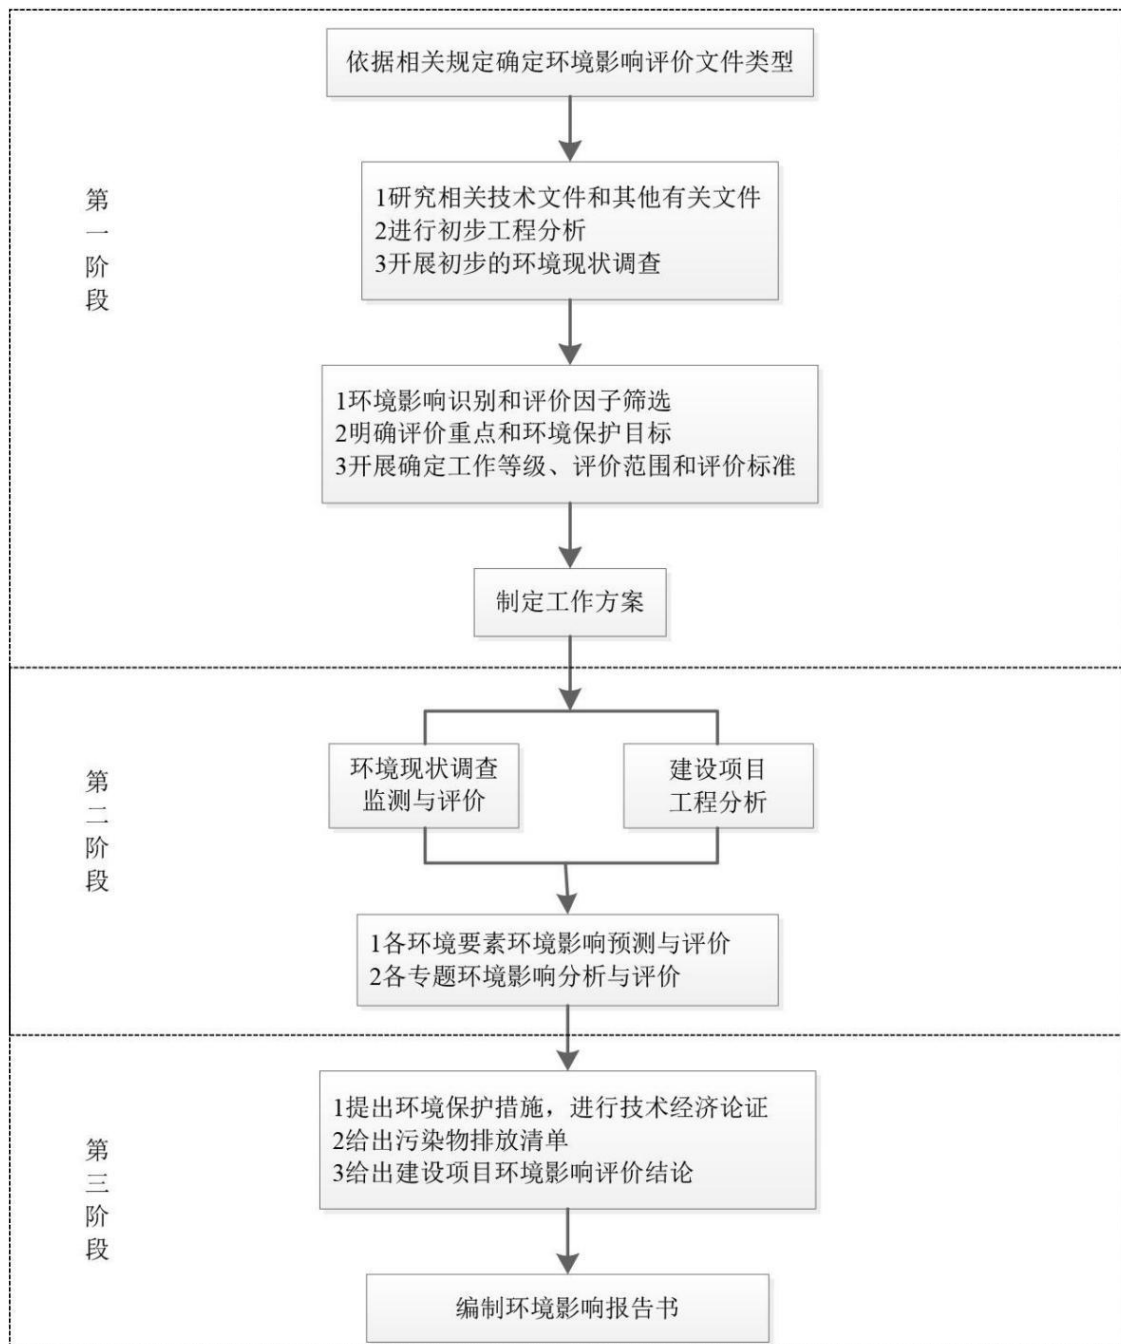 依据相关规定确定环境影响评价文件类型
第一阶段
1研究相关技术文件和其他有关文件
2进行初步工程分析
3开展初步的环境现状调查
1环境影响识别和评价因子筛选
2明确评价重点和环境保护目标
3开展确定工作等级、评价范围和评价标准
制定工作方案
第二阶段
环境现状调查
监测与评价
建设项目
工程分析
1各环境要素环境影响预测与评价
2各专题环境影响分析与评价
第三阶段
1提出环境保护措施，进行技术经济论证
2给出污染物排放清单
3给出建设项目环境影响评价结论
编制环境影响报告书